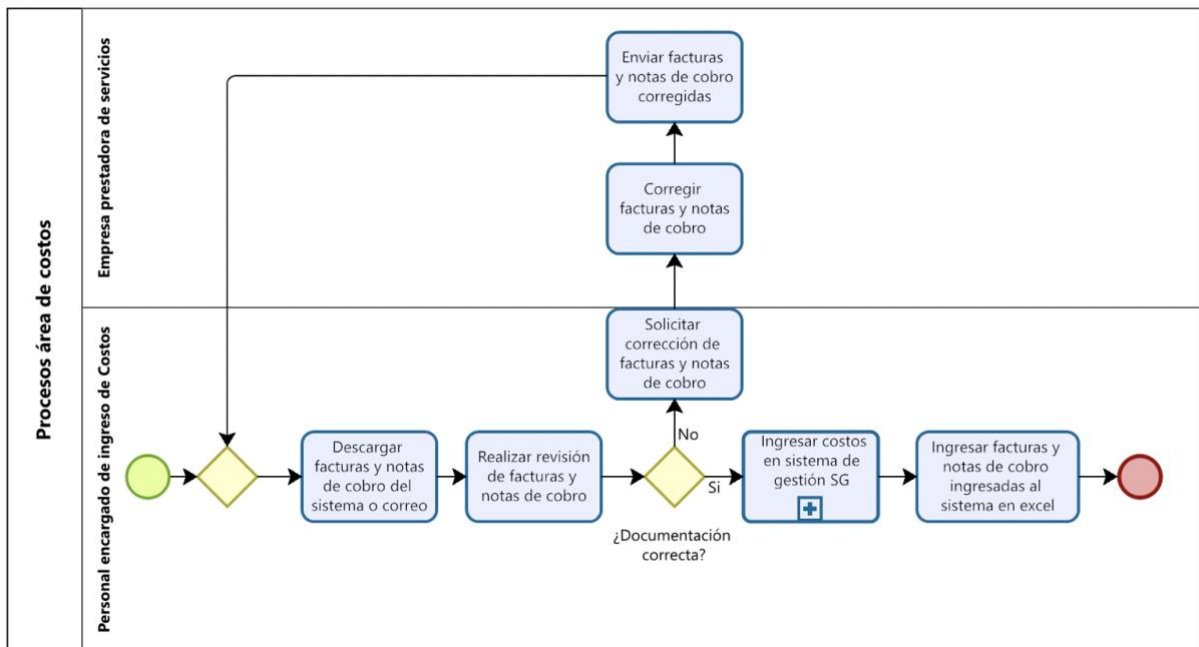 Procesos área de costos
Empresa prestadora de servicios
Enviar facturas
y notas de cobro
corregidas
Corregir
facturas y notas
de cobro
Personal encargado de ingreso de Costos
Solicitar
corrección de
facturas y notas
de cobro
No
Descargar
facturas y notas
de cobro del
sistema o correo
Realizar revisión
de facturas y
notas de cobro
¿Documentación
correcta?
Si
Ingresar costos
en sistema de
gestión SG
Ingresar facturas y
notas de cobro
ingresadas al
sistema en excel